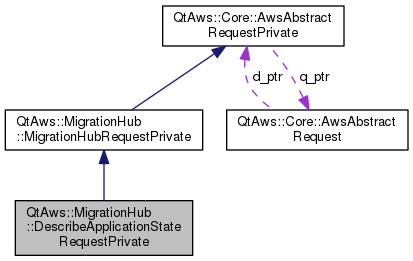 QtAws::Core::AwsAbstract
RequestPrivate
d_ptr
q_ptr
QtAws::MigrationHub
::MigrationHubRequestPrivate
QtAws::Core::AwsAbstract
Request
QtAws::MigrationHub
::DescribeApplicationState
RequestPrivate